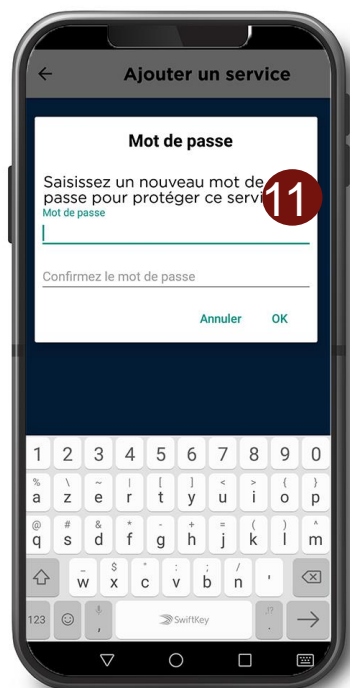 Ajouter un service
Mot de passe
Saisissez un nouveau mot de
passe pour protéger ce servi
11
Mot de passe
Confirmez le mot de passe
Annuler OK
1 2 3 4 5 6 7 8 9 0
% \ ~ | [ ] < > { }
a z e r t y u i o p
@ # & * - + = ( ) ^
q s d f g h j k l m
_ $ " : ; /
w x c v b n '
123 , SwiftKey ,!? .